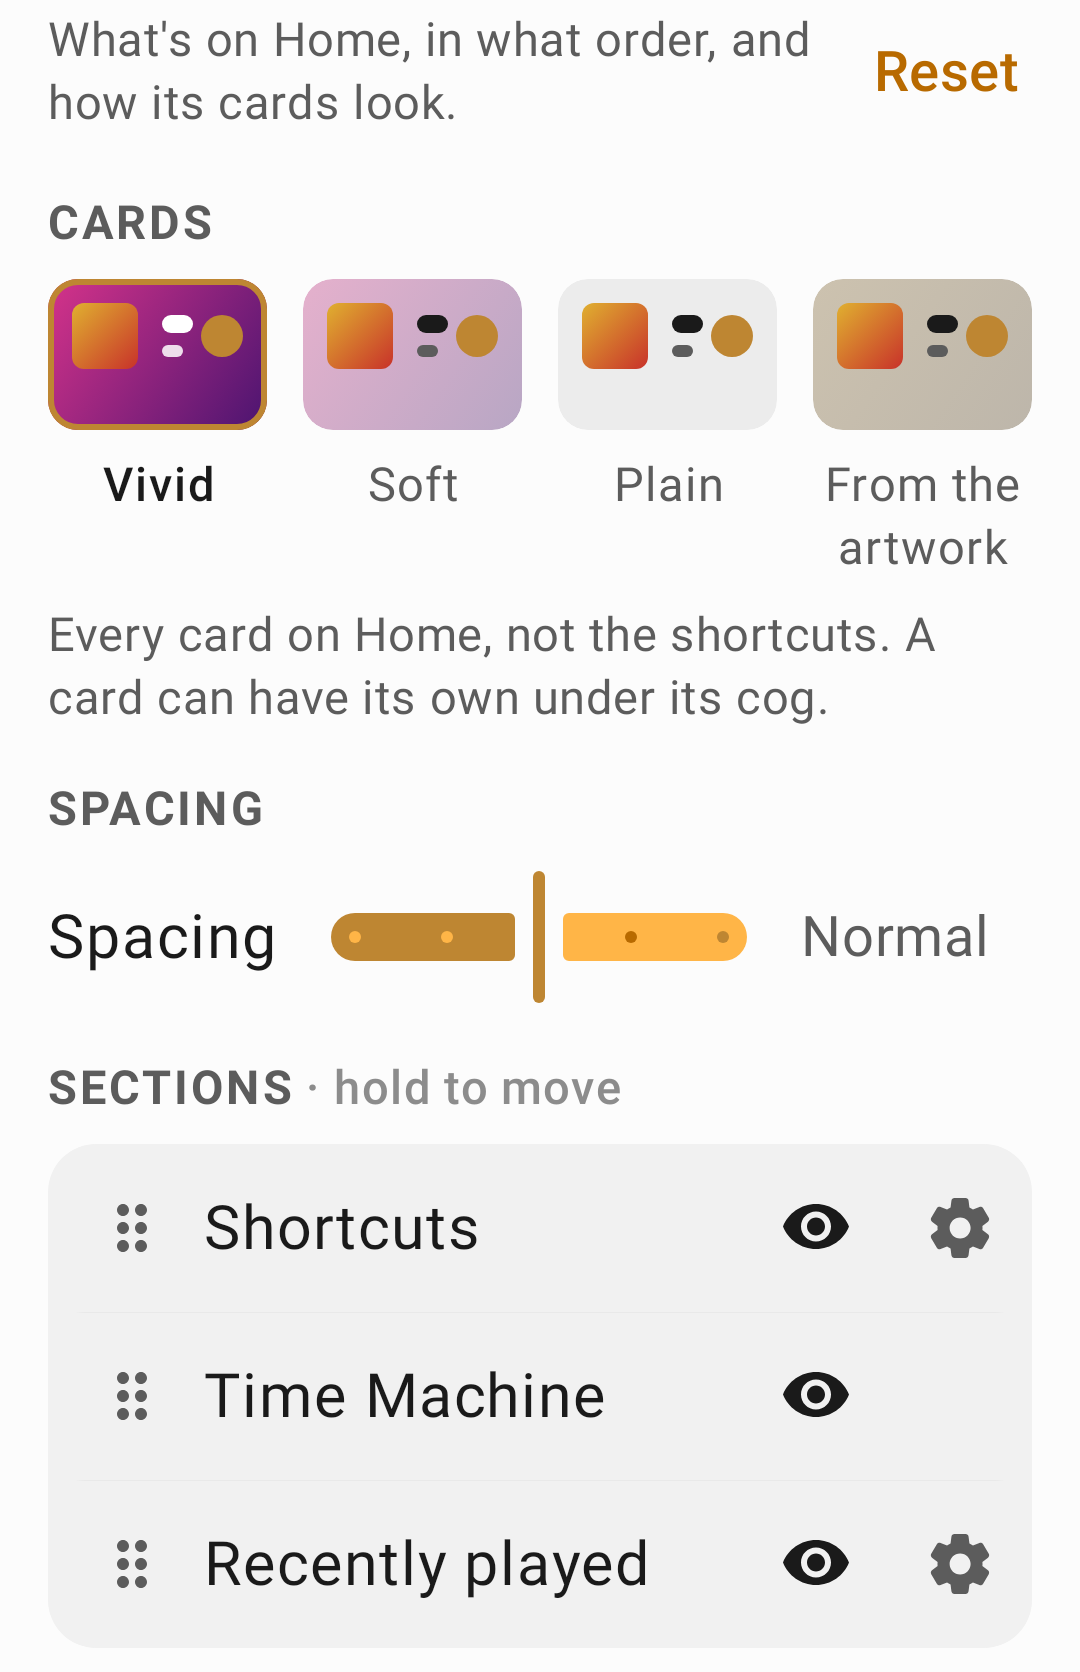 What's on Home, in what order, and
how its cards look.
Reset
CARDS
Vivid
Soft
Plain
From the
artwork
Every card on Home, not the shortcuts. A
card can have its own under its cog.
SPACING
Spacing
Normal
SECTIONS · hold to move
Shortcuts
Time Machine
Recently played